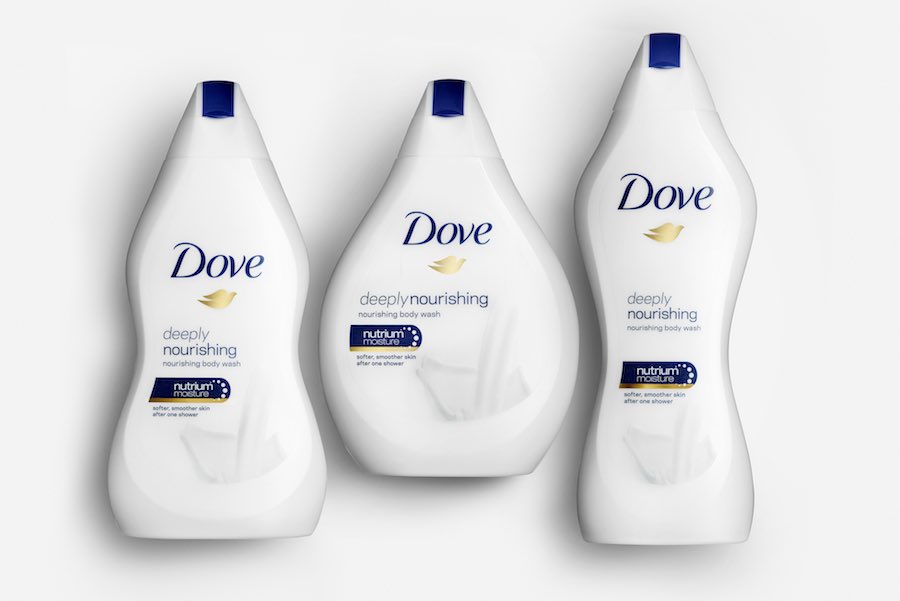 Dove
deeply
nourishing
nourishing body wash
nutrium
moisture
softer, smoother skin
after one shower
Dove
deeplynourishing
nourishing body wash
nutrium
moisture
softer, smoother skin
after one shower
Dove
deeply
nourishing
nourishing body wash
nutrium
moisture
softer, smoother skin
after one shower